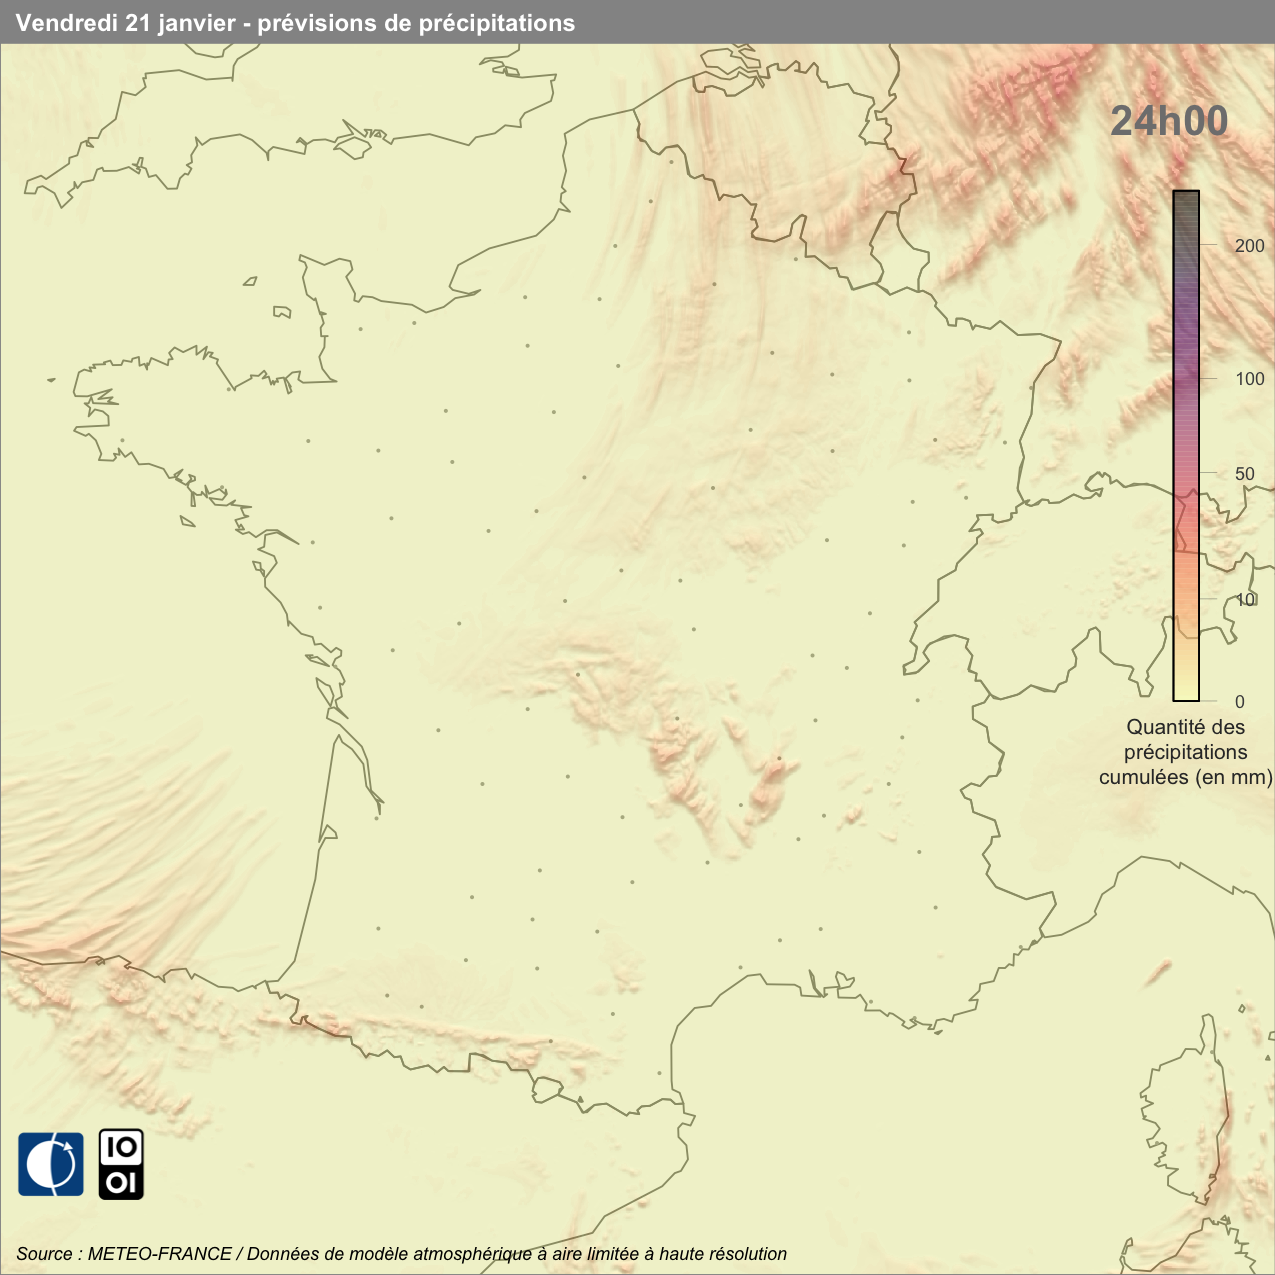 Vendredi 21 janvier - prévisions de précipitations
24h00
200
100
50
10
0
Quantité des
précipitations
cumulées (en mm)
IO
OI
Source : METEO-FRANCE / Données de modèle atmosphérique à aire limitée à haute résolution